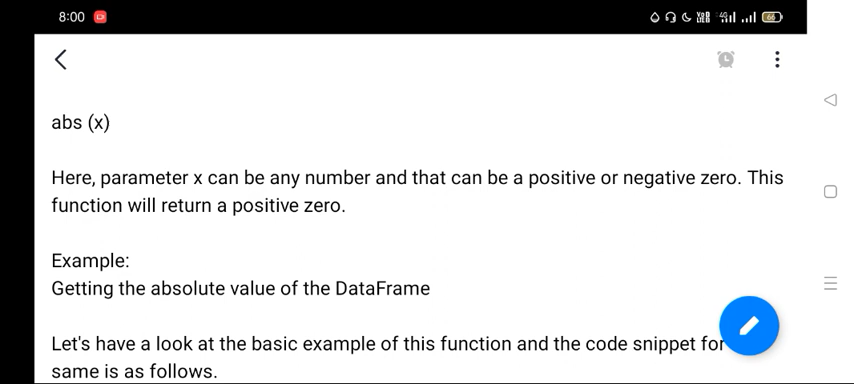 8:00
66
abs (x)
Here, parameter x can be any number and that can be a positive or negative zero. This
function will return a positive zero.
Example:
Getting the absolute value of the DataFrame
Let's have a look at the basic example of this function and the code snippet for
same is as follows.